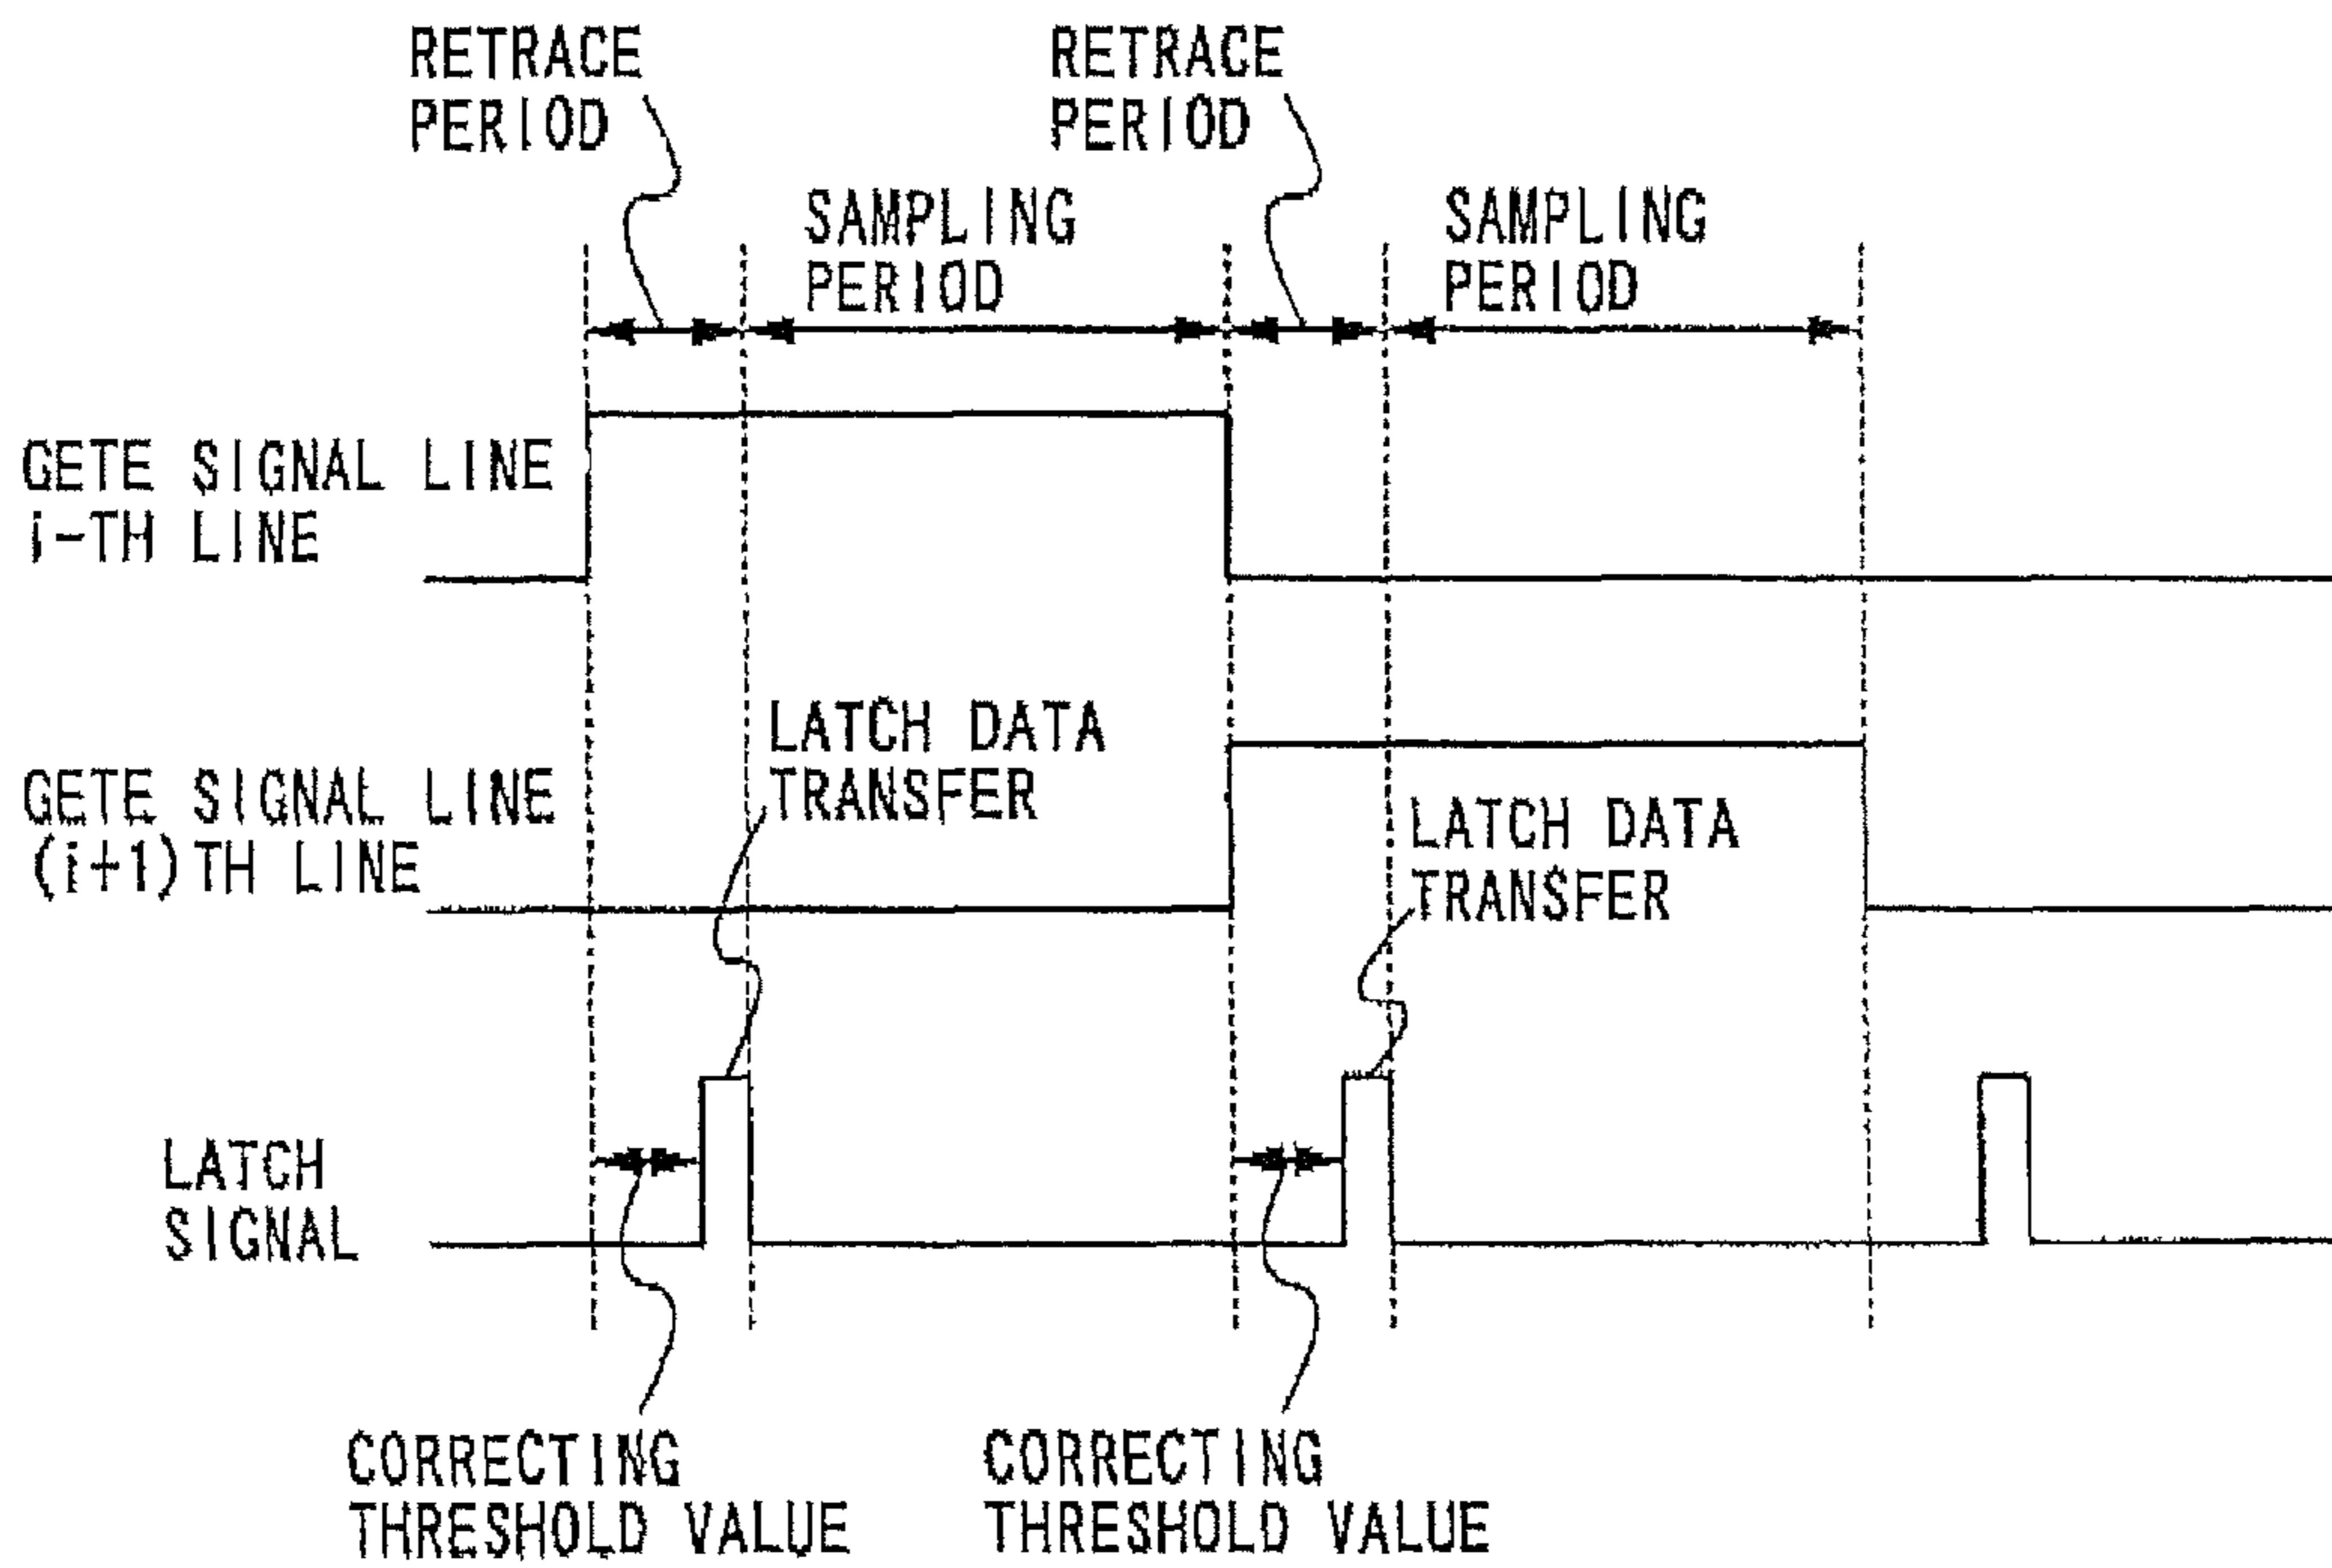 RETRACE
PERIOD
RETRACE
PERIOD
SAMPLING
PERIOD
SAMPLING
PERIOD
GETE SIGNAL LINE
i-TH LINE
LATCH DATA
TRANSFER
GETE SIGNAL LINE
(i+1)TH LINE
LATCH DATA
TRANSFER
LATCH
SIGNAL
CORRECTING
THRESHOLD VALUE
CORRECTING
THRESHOLD VALUE